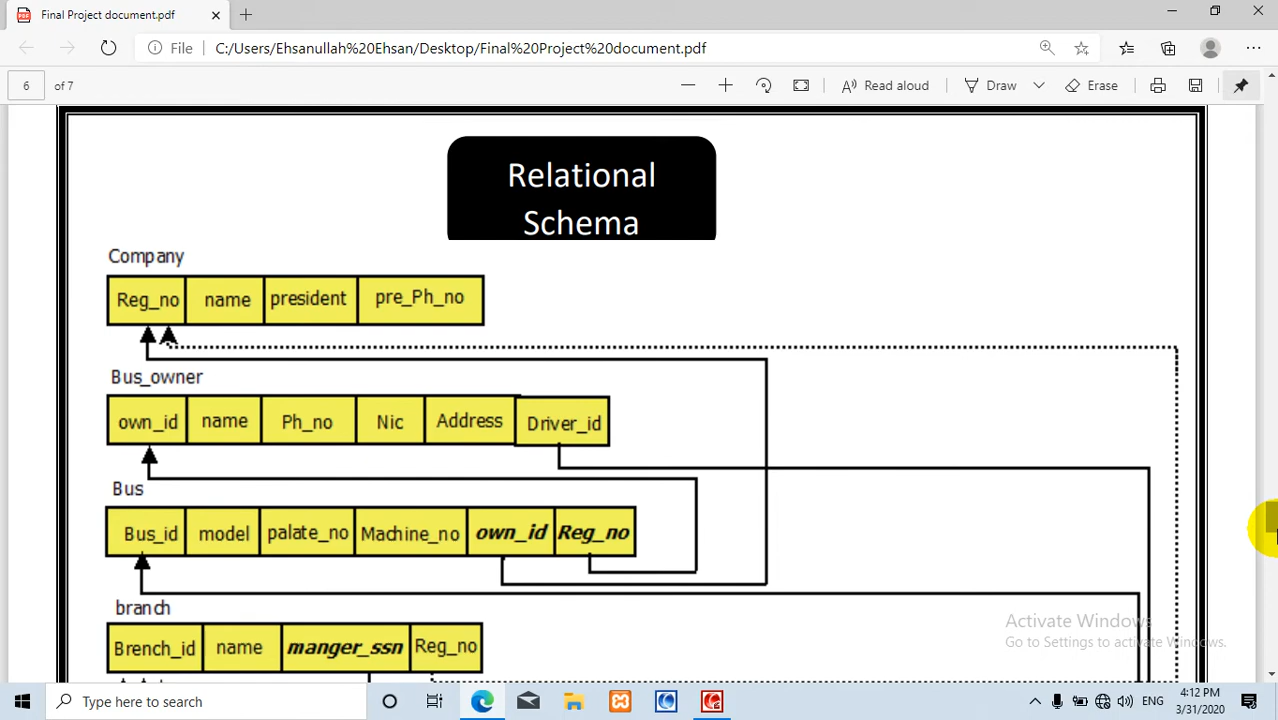 Final Project document.pdf
File C:/Users/Ehsanullah%20Ehsan/Desktop/Final%20Project%20document.pdf
6 of 7 Read aloud Draw Erase
Relational
Schema
Company
Reg_no name president pre_Ph_no
Bus_owner
own_id name Ph_no Nic Address Driver_id
Bus
Bus_id model palate_no Machine_no own_id Reg_no
branch
Brench_id name manger_ssn Reg_no
Activate Windows
Go to Settings to activate Windows.
Type here to search
ENG
4:12 PM
3/31/2020